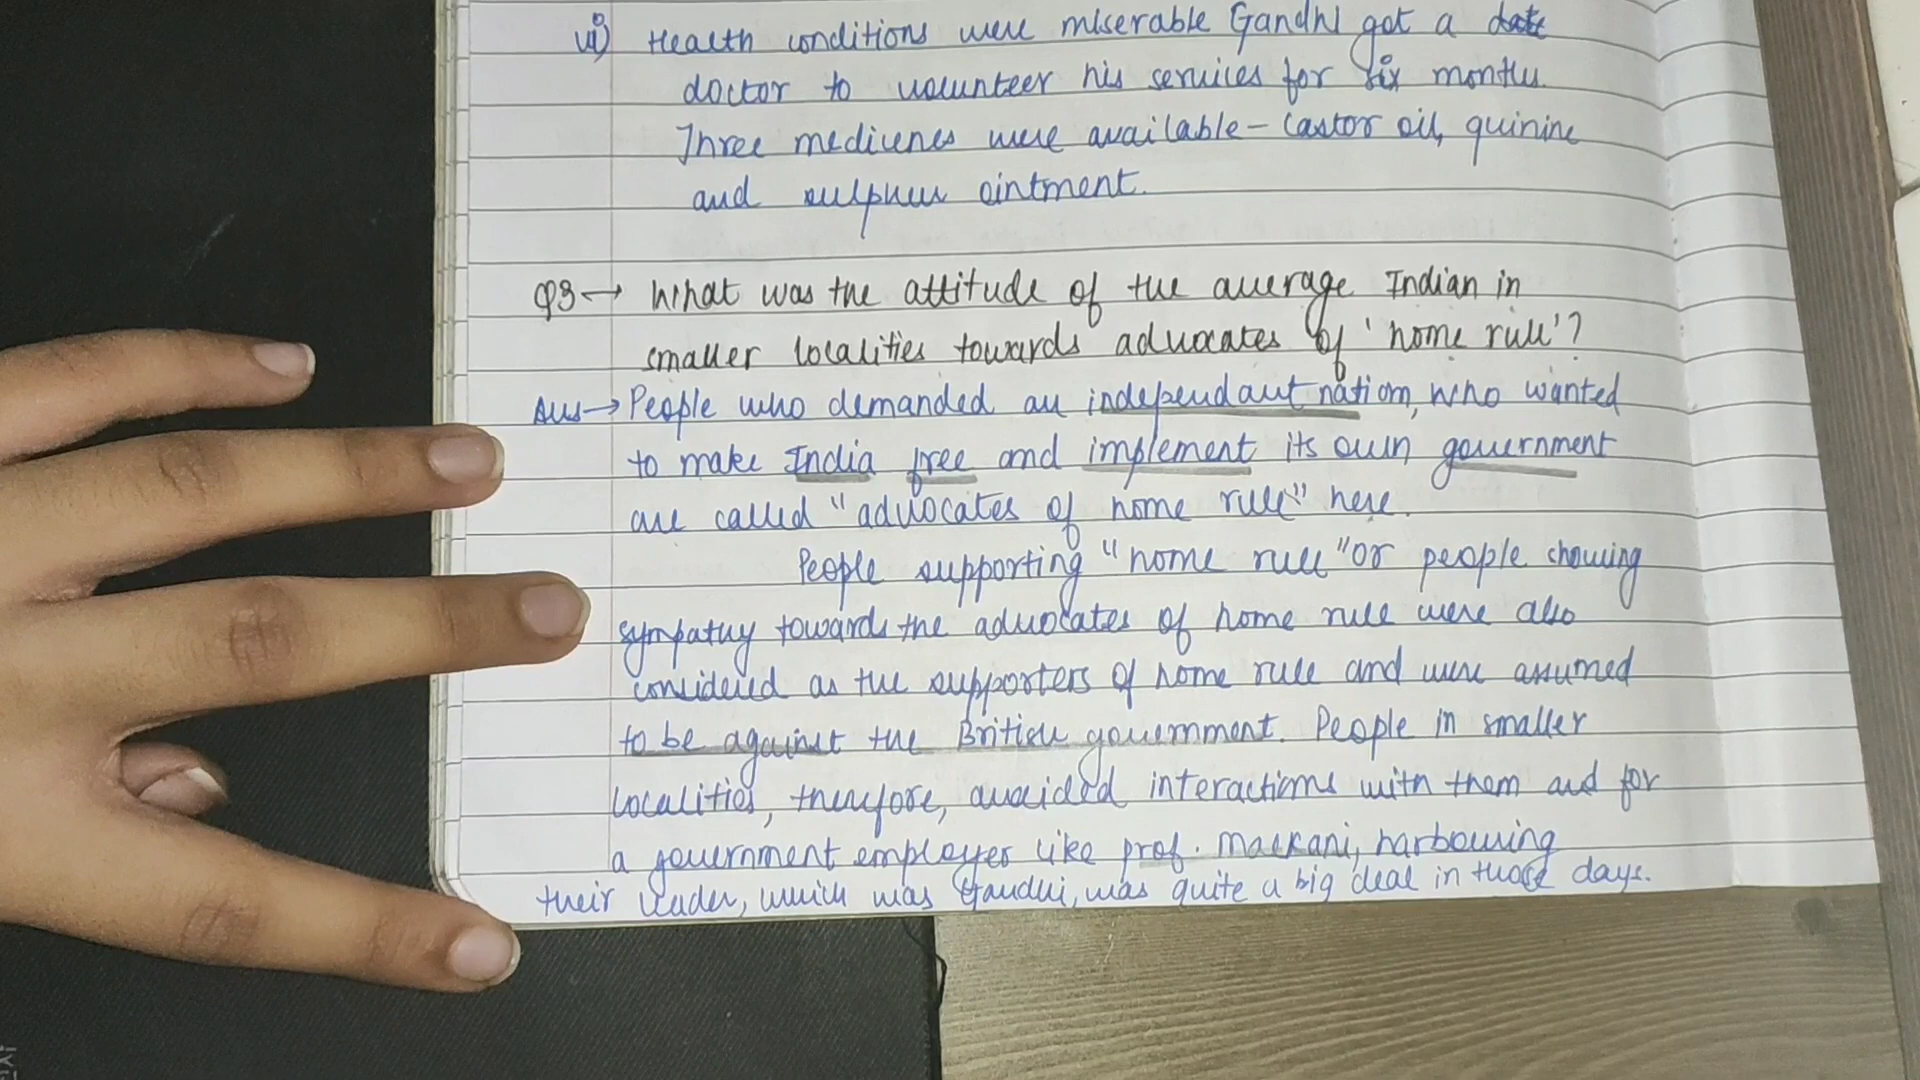 vi) Health conditions were miserable Gandhi got a
doctor to volunteer his services for six months.
Three medicenes were available - Castor oil, quinine
and sulphur ointment.
Q3→ What was the attitude of the average Indian in
smaller localities towards advocates of 'home rule'?
Ans→ People who demanded an independant nation, who wanted
to make India free and implement its own government
are called "advocates of home rule" here.
People supporting "home rule" or people showing
sympathy towards the advocates of home rule were also
considered as the supporters of home rule and were assumed
to be against the British government. People in smaller
localities, therefore, avoided interactions with them and for
a government employee like prof. Malkani, harbouring
their leader, which was Gandhi, was quite a big deal in those days.